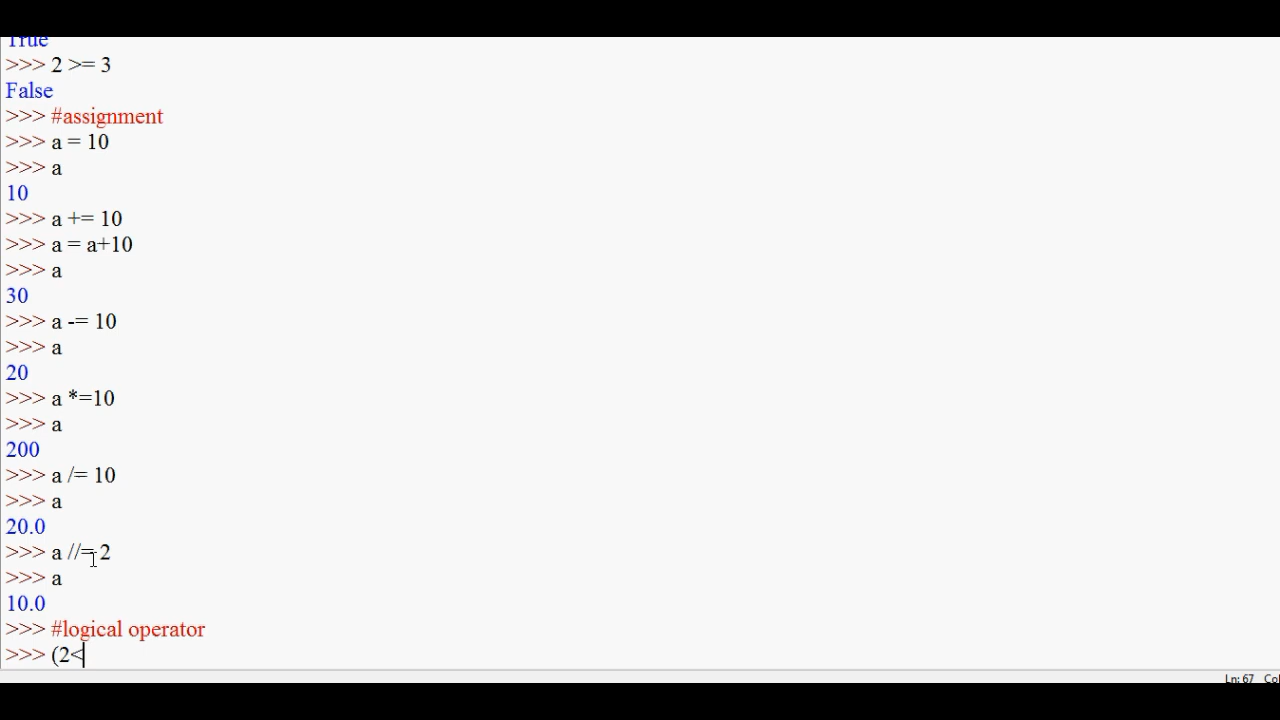 True
>>> 2 >= 3
False
>>> #assignment
>>> a = 10
>>> a
10
>>> a += 10
>>> a = a+10
>>> a
30
>>> a -= 10
>>> a
20
>>> a *=10
>>> a
200
>>> a /= 10
>>> a
20.0
>>> a //= 2
>>> a
10.0
>>> #logical operator
>>> (2<
Ln: 67 Co